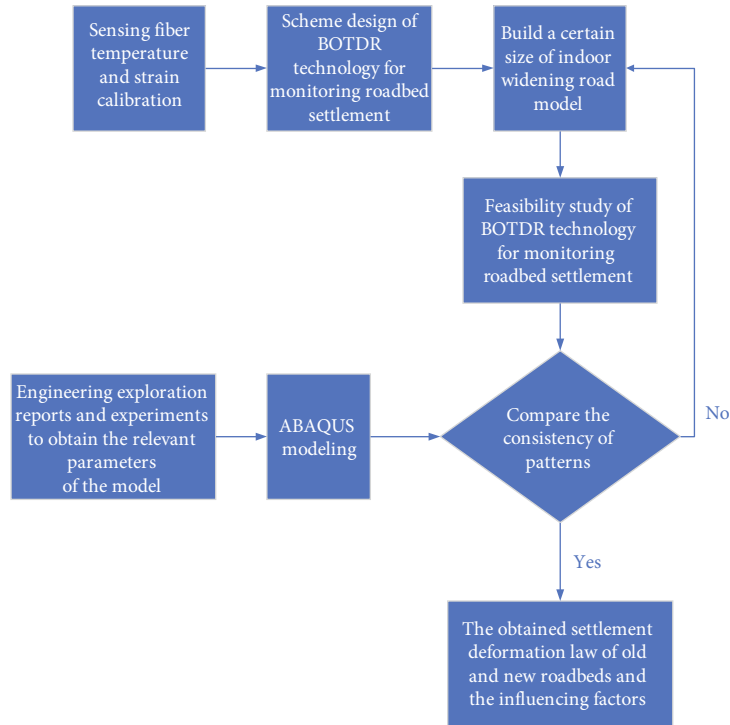 Sensing fiber
temperature
and strain
calibration
Scheme design of
BOTDR
technology for
monitoring roadbed
settlement
Build a certain
size of indoor
widening road
model
Feasibility study of
BOTDR technology
for monitoring
roadbed settlement
Engineering exploration
reports and experiments
to obtain the relevant
parameters
of the model
ABAQUS
modeling
Compare the
consistency of
patterns
No
Yes
The obtained settlement
deformation law of old
and new roadbeds and
the influencing factors